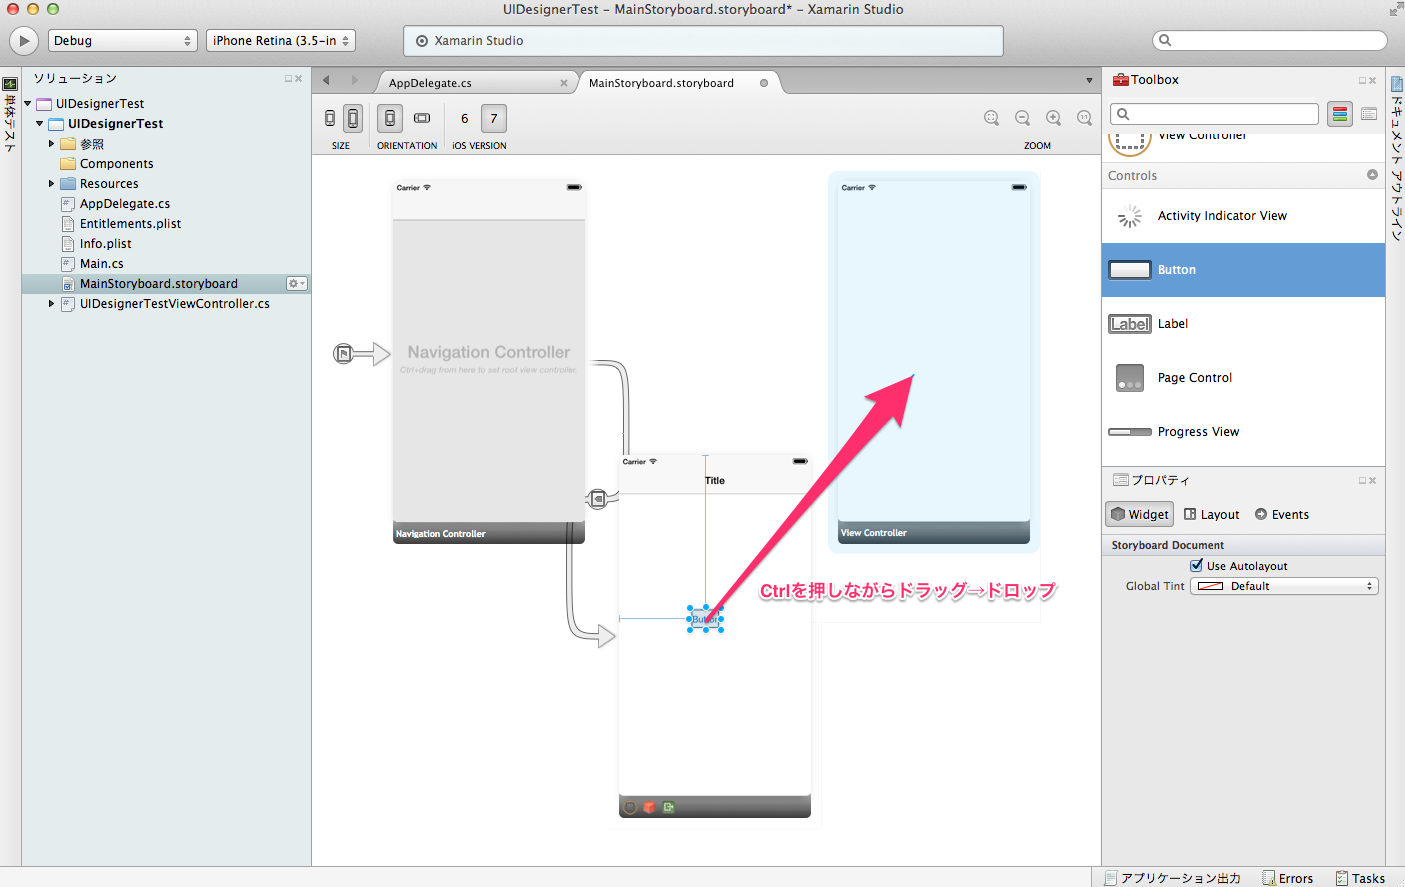 UIDesignerTest – MainStoryboard.storyboard* – Xamarin Studio
Debug
iPhone Retina (3.5-in
Xamarin Studio
単体テスト
ソリューション
UIDesignerTest
UIDesignerTest
参照
Components
Resources
AppDelegate.cs
Entitlements.plist
Info.plist
Main.cs
MainStoryboard.storyboard
UIDesignerTestViewController.cs
AppDelegate.cs
MainStoryboard.storyboard
6
7
SIZE
ORIENTATION
iOS VERSION
ZOOM
Carrier
Navigation Controller
Ctrl+drag from here to set root view controller.
Navigation Controller
Carrier
Title
Button
Carrier
View Controller
Ctrlを押しながらドラッグ→ドロップ
Toolbox
View Controller
Controls
Activity Indicator View
Button
Label
Label
Page Control
Progress View
プロパティ
Widget
Layout
Events
Storyboard Document
Use Autolayout
Global Tint
Default
ドキュメント アウトライン
アプリケーション出力
Errors
Tasks